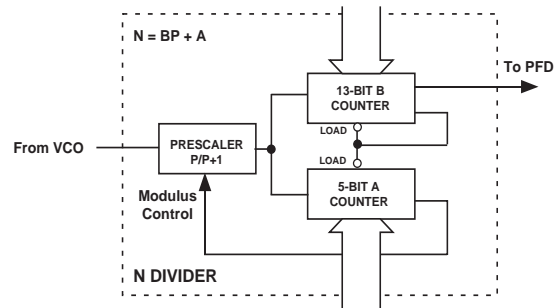 N = BP + A
To PFD
13-BIT B
COUNTER
LOAD
From VCO
PRESCALER
P/P+1
LOAD
Modulus
Control
5-BIT A
COUNTER
N DIVIDER